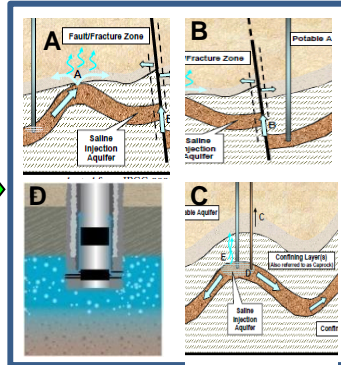 A
Fault/Fracture Zone
A
Saline
Injection
Aquifer
B
B
Potable A
/Fracture Zone
Saline
Injection
Aquifer
B
D
C
able Aquifer
C
E
Confining Layer(s)
(Also referred to as Caprock)
Saline
Injection
Aquifer
Confin